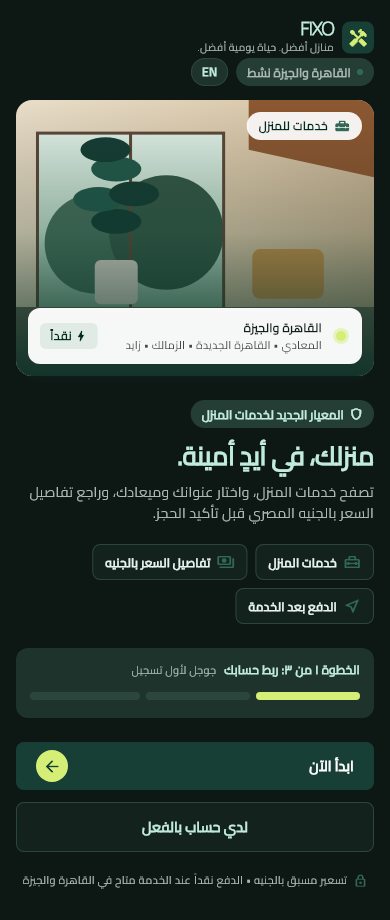 FIXO
منازل أفضل. حياة يومية أفضل.
القاهرة والجيزة نشط
EN
خدمات للمنزل
القاهرة والجيزة
المعادي • القاهرة الجديدة • الزمالك • زايد
نقداً
المعيار الجديد لخدمات المنزل
منزلك، في أيدٍ أمينة.
تصفح خدمات المنزل، واختار عنوانك وميعادك، وراجع تفاصيل
السعر بالجنيه المصري قبل تأكيد الحجز.
خدمات المنزل
تفاصيل السعر بالجنيه
الدفع بعد الخدمة
الخطوة ١ من ٣: ربط حسابك جوجل لأول تسجيل
ابدأ الآن
لدي حساب بالفعل
تسعير مسبق بالجنيه • الدفع نقداً عند الخدمة متاح في القاهرة والجيزة